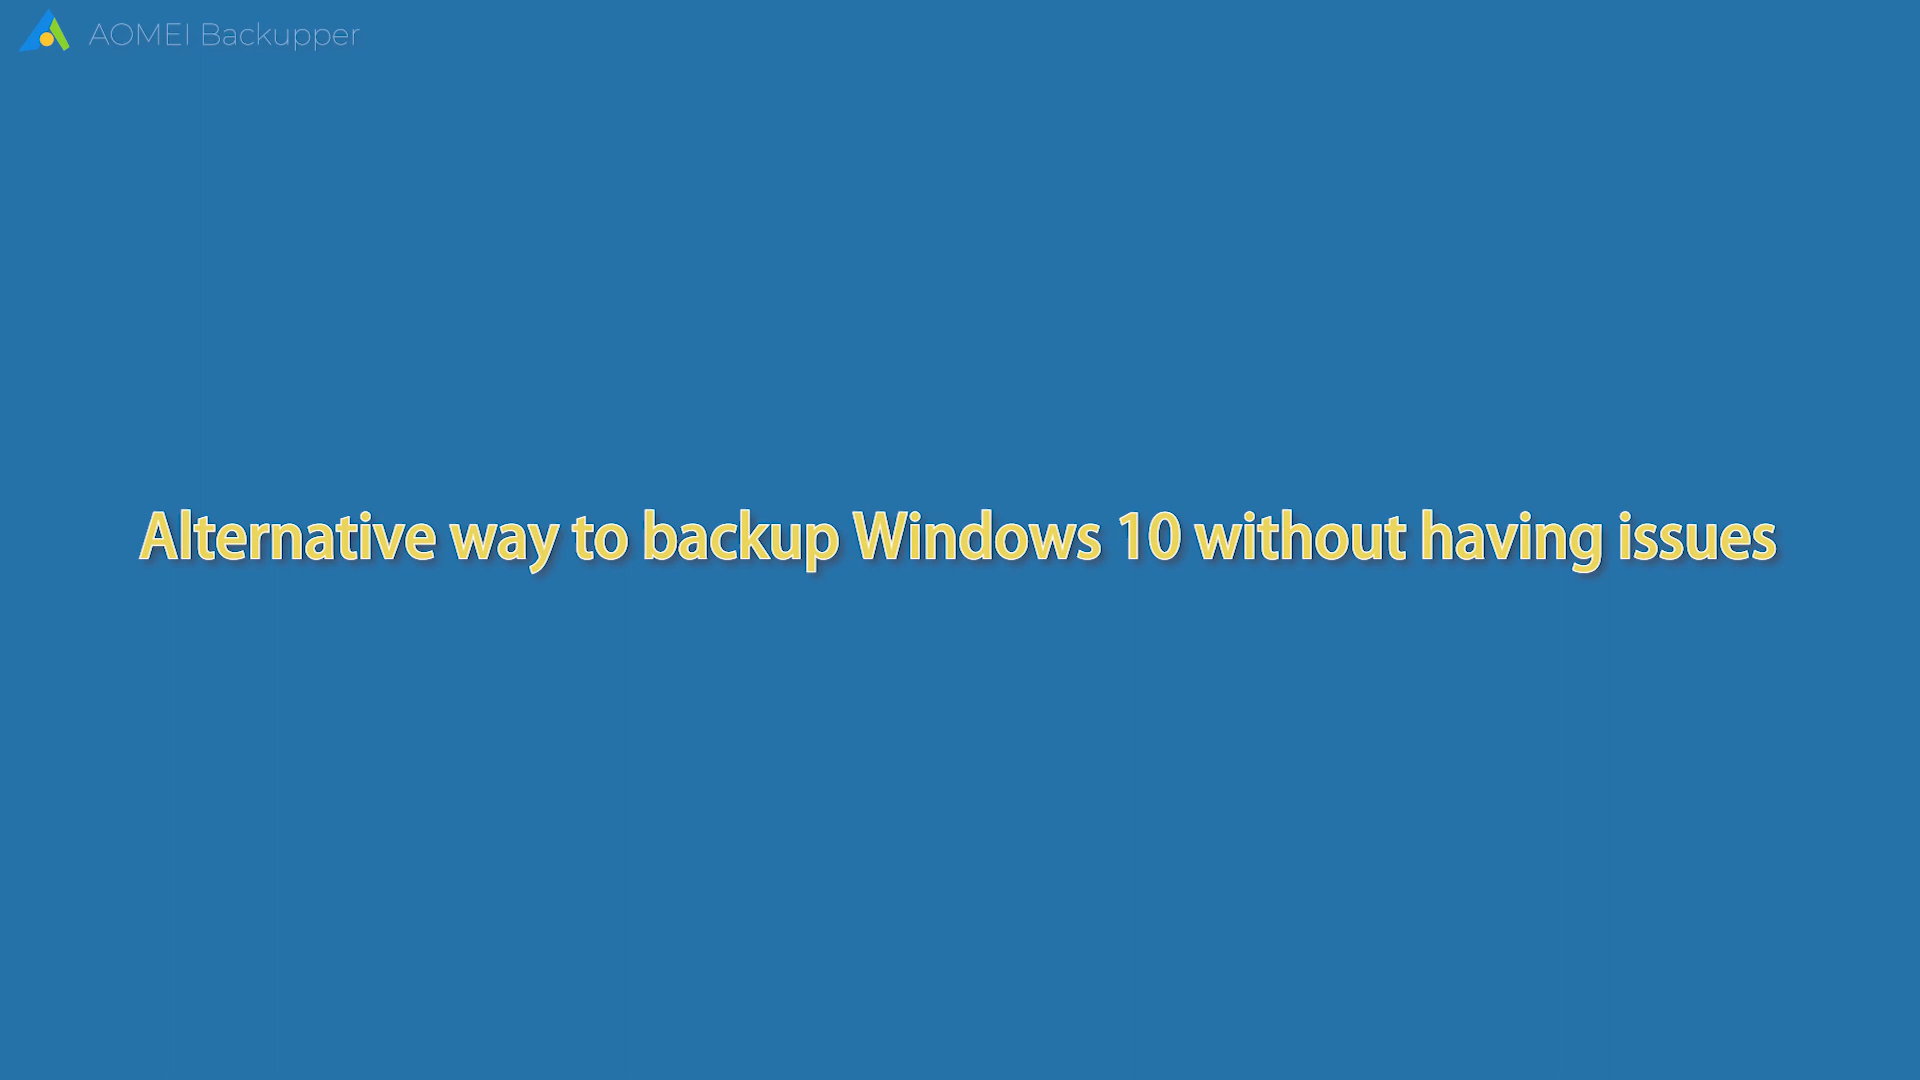 AOMEI Backupper
Alternative way to backup Windows 10 without having issues